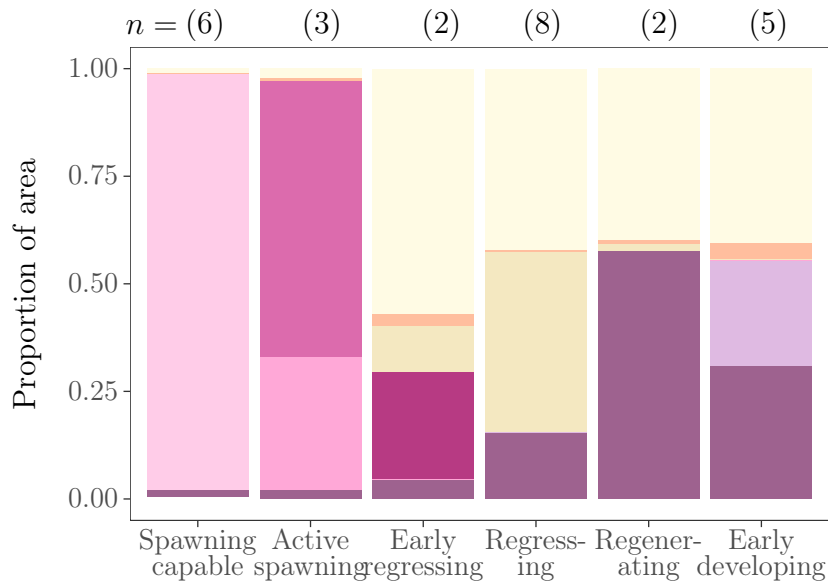 n = (6) (3) (2) (8) (2) (5)
1.00
0.75
0.50
0.25
0.00
Proportion of area
Spawning capable
Active spawning
Early regressing
Regress- ing
Regener- ating
Early developing